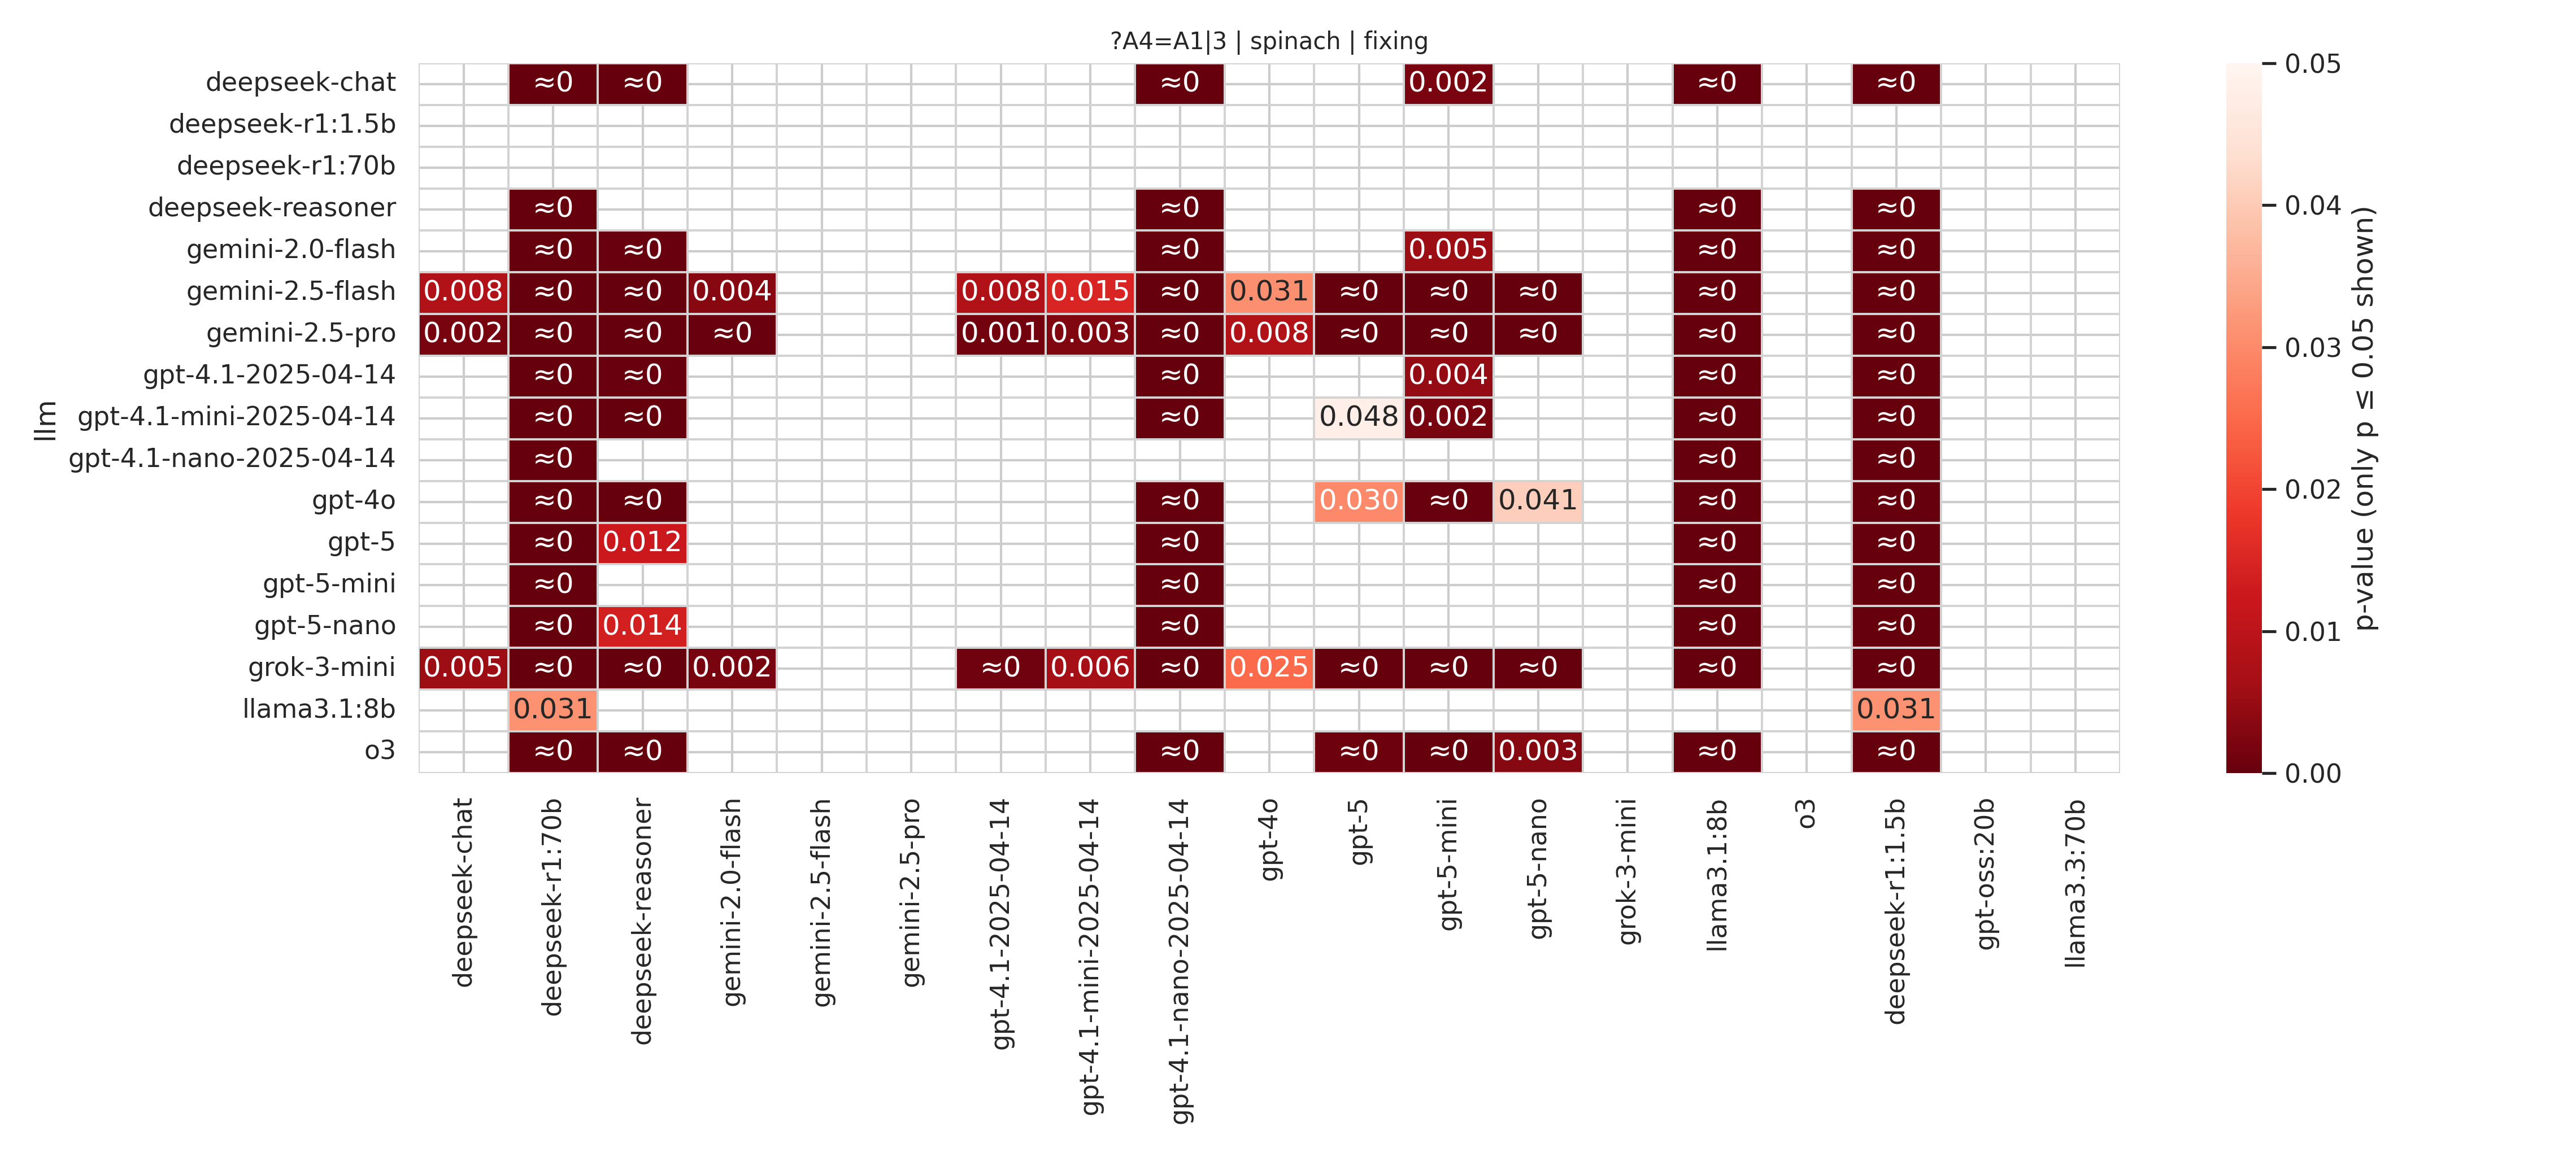 ?A4=A1|3 | spinach | fixing
deepseek-chat ≈0 ≈0 ≈0 0.002 ≈0 ≈0
deepseek-r1:1.5b
deepseek-r1:70b
deepseek-reasoner ≈0 ≈0 ≈0 ≈0
gemini-2.0-flash ≈0 ≈0 ≈0 0.005 ≈0 ≈0
gemini-2.5-flash 0.008 ≈0 ≈0 0.004 0.008 0.015 ≈0 0.031 ≈0 ≈0 ≈0 ≈0 ≈0
gemini-2.5-pro 0.002 ≈0 ≈0 ≈0 0.001 0.003 ≈0 0.008 ≈0 ≈0 ≈0 ≈0 ≈0
gpt-4.1-2025-04-14 ≈0 ≈0 ≈0 0.004 ≈0 ≈0
gpt-4.1-mini-2025-04-14 ≈0 ≈0 ≈0 0.048 0.002 ≈0 ≈0
gpt-4.1-nano-2025-04-14 ≈0 ≈0 ≈0
gpt-4o ≈0 ≈0 ≈0 0.030 ≈0 0.041 ≈0 ≈0
gpt-5 ≈0 0.012 ≈0 ≈0 ≈0
gpt-5-mini ≈0 ≈0 ≈0 ≈0
gpt-5-nano ≈0 0.014 ≈0 ≈0 ≈0
grok-3-mini 0.005 ≈0 ≈0 0.002 ≈0 0.006 ≈0 0.025 ≈0 ≈0 ≈0 ≈0 ≈0
llama3.1:8b 0.031 0.031
o3 ≈0 ≈0 ≈0 ≈0 ≈0 0.003 ≈0 ≈0
llm
deepseek-chat
deepseek-r1:70b
deepseek-reasoner
gemini-2.0-flash
gemini-2.5-flash
gemini-2.5-pro
gpt-4.1-2025-04-14
gpt-4.1-mini-2025-04-14
gpt-4.1-nano-2025-04-14
gpt-4o
gpt-5
gpt-5-mini
gpt-5-nano
grok-3-mini
llama3.1:8b
o3
deepseek-r1:1.5b
gpt-oss:20b
llama3.3:70b
0.05
0.04
0.03
0.02
0.01
0.00
p-value (only p ≤ 0.05 shown)